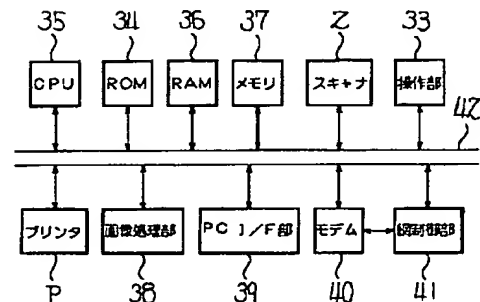 35 34 36 37 Z 33
CPU ROM RAM メモリ スキャナ 操作部
42
プリンタ 画像処理部 PC I/F部 モデム 網制御部
P 38 39 40 41